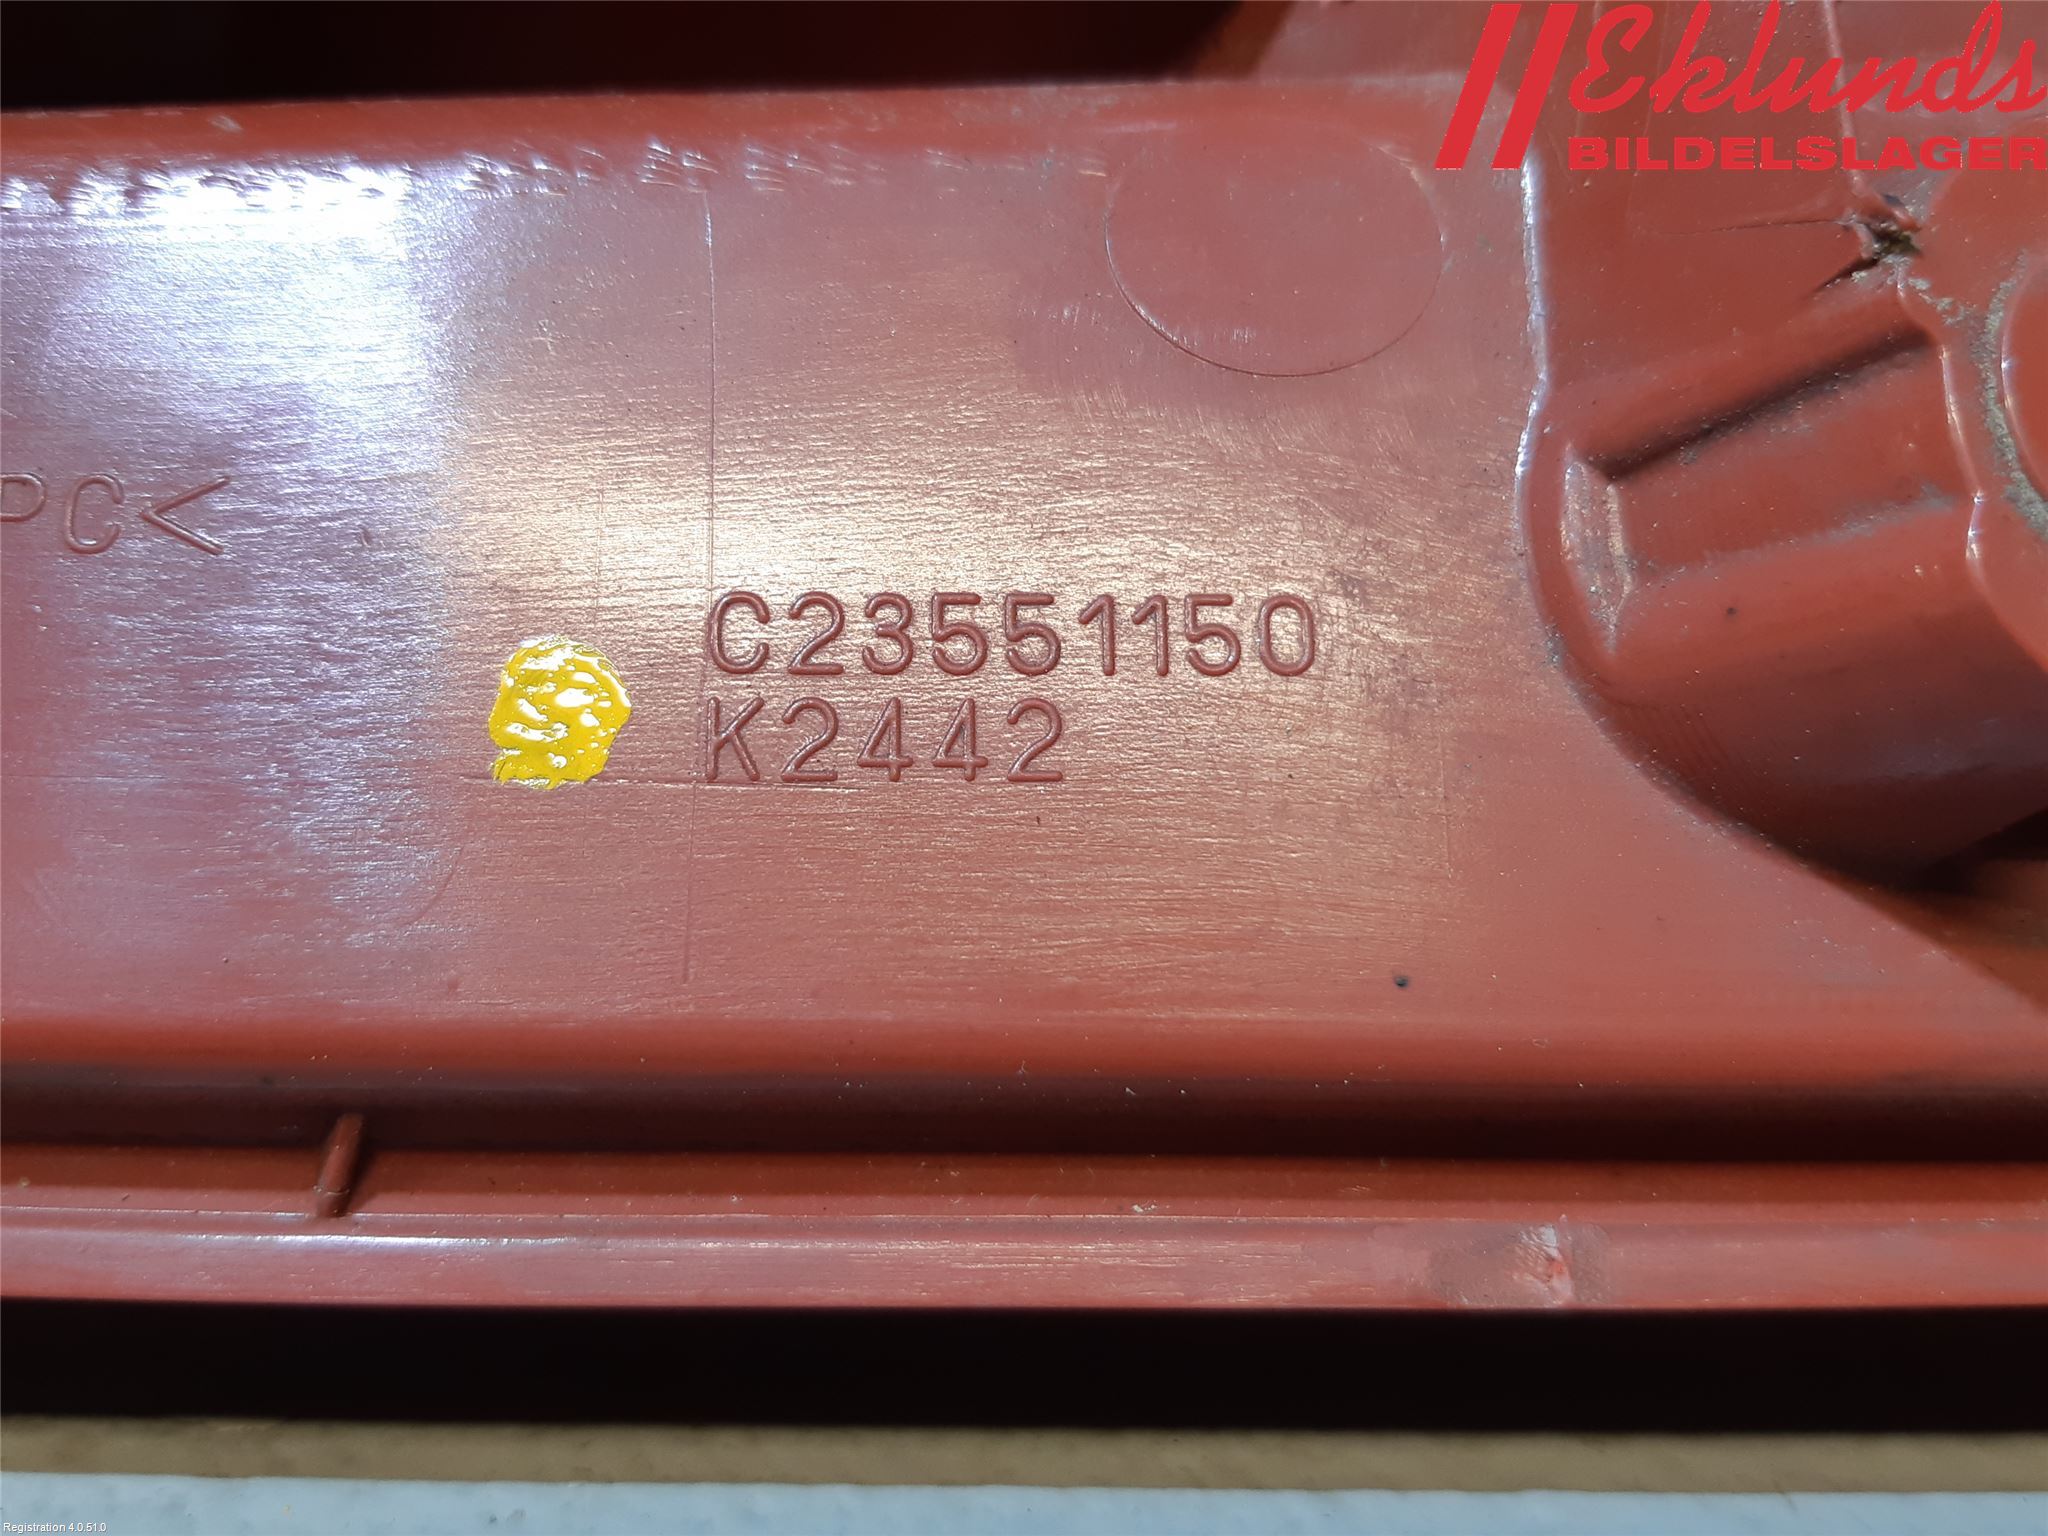 Eklunds
BILDELSLAGER
PC<
C23551150
K2442
Registration 4.0.51.0